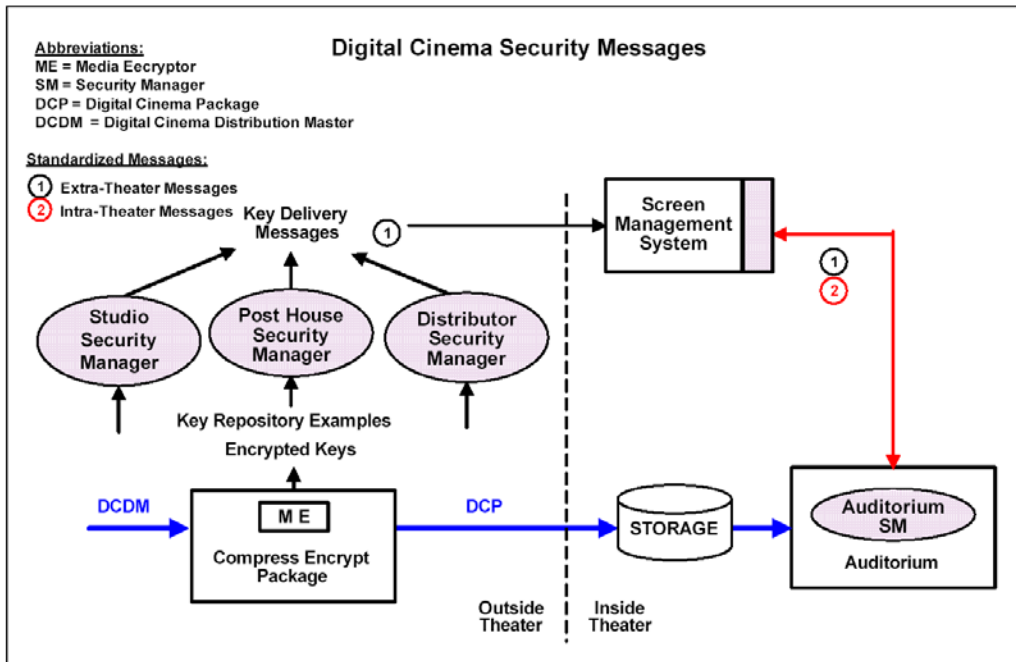 Digital Cinema Security Messages
Abbreviations:
ME = Media Eecryptor
SM = Security Manager
DCP = Digital Cinema Package
DCDM = Digital Cinema Distribution Master
Standardized Messages:
1 Extra-Theater Messages
2 Intra-Theater Messages
Key Delivery
Messages
1
Screen
Management
System
1
2
Studio
Security
Manager
Post House
Security
Manager
Distributor
Security
Manager
Key Repository Examples
Encrypted Keys
DCDM
M E
Compress Encrypt
Package
DCP
STORAGE
Auditorium
SM
Auditorium
Outside
Theater
Inside
Theater